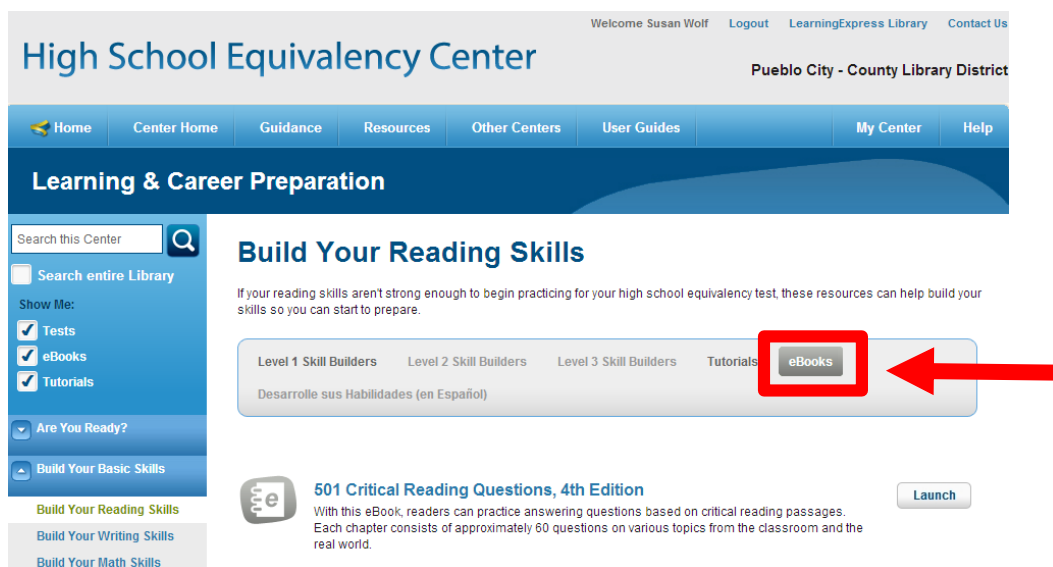 Welcome Susan Wolf Logout LearningExpress Library Contact Us
High School Equivalency Center
Pueblo City - County Library District
Home Center Home Guidance Resources Other Centers User Guides My Center Help
Learning & Career Preparation
Search this Center
Search entire Library
Show Me:
Tests
eBooks
Tutorials
Are You Ready?
Build Your Basic Skills
Build Your Reading Skills
Build Your Writing Skills
Build Your Math Skills
Build Your Reading Skills
If your reading skills aren't strong enough to begin practicing for your high school equivalency test, these resources can help build your
skills so you can start to prepare.
Level 1 Skill Builders Level 2 Skill Builders Level 3 Skill Builders Tutorials eBooks
Desarrolle sus Habilidades (en Español)
e
501 Critical Reading Questions, 4th Edition
Launch
With this eBook, readers can practice answering questions based on critical reading passages.
Each chapter consists of approximately 60 questions on various topics from the classroom and the
real world.